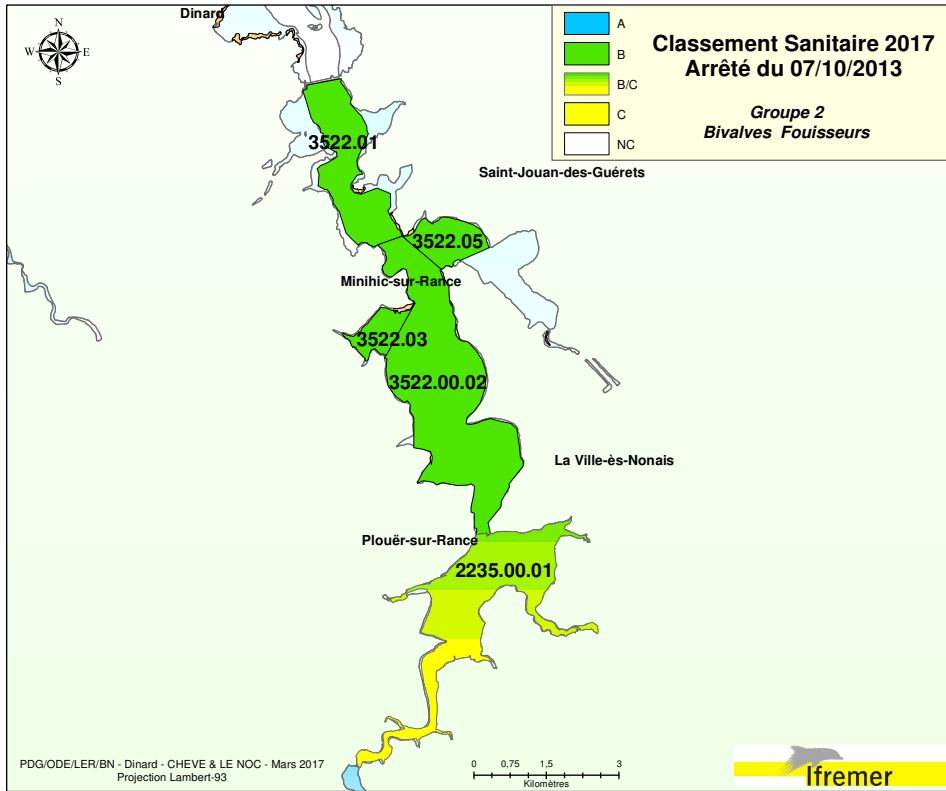 Dinard
N
W
E
S
A
B
B/C
C
NC
Classement Sanitaire 2017
Arrêté du 07/10/2013
Groupe 2
Bivalves Fouisseurs
3522.01
Saint-Jouan-des-Guérets
3522.05
Minihic-sur-Rance
3522.03
3522.00.02
La Ville-ès-Nonais
Plouër-sur-Rance
2235.00.01
PDG/ODE/LER/BN - Dinard - CHEVE & LE NOC - Mars 2017
Projection Lambert-93
0 0,75 1,5 3
Kilomètres
Ifremer